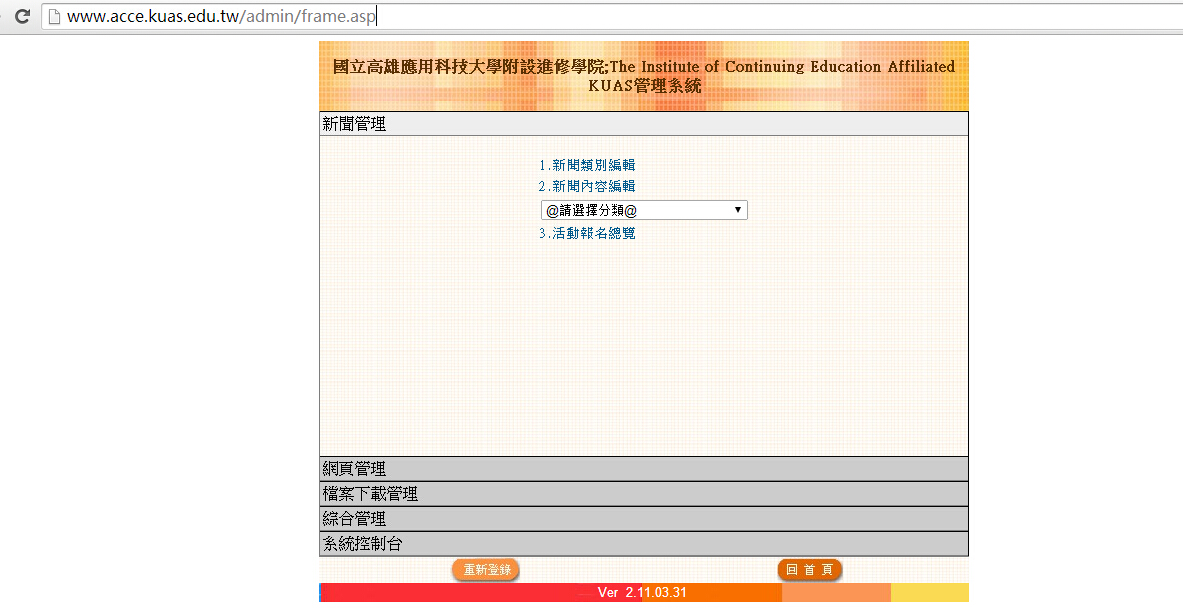 www.acce.kuas.edu.tw/admin/frame.asp
國立高雄應用科技大學附設進修學院;The Institute of Continuing Education Affiliated
KUAS管理系統
新聞管理
1.新聞類別編輯
2.新聞內容編輯
@請選擇分類@
3.活動報名總覽
網頁管理
檔案下載管理
綜合管理
系統控制台
重新登錄
回 首 頁
Ver 2.11.03.31